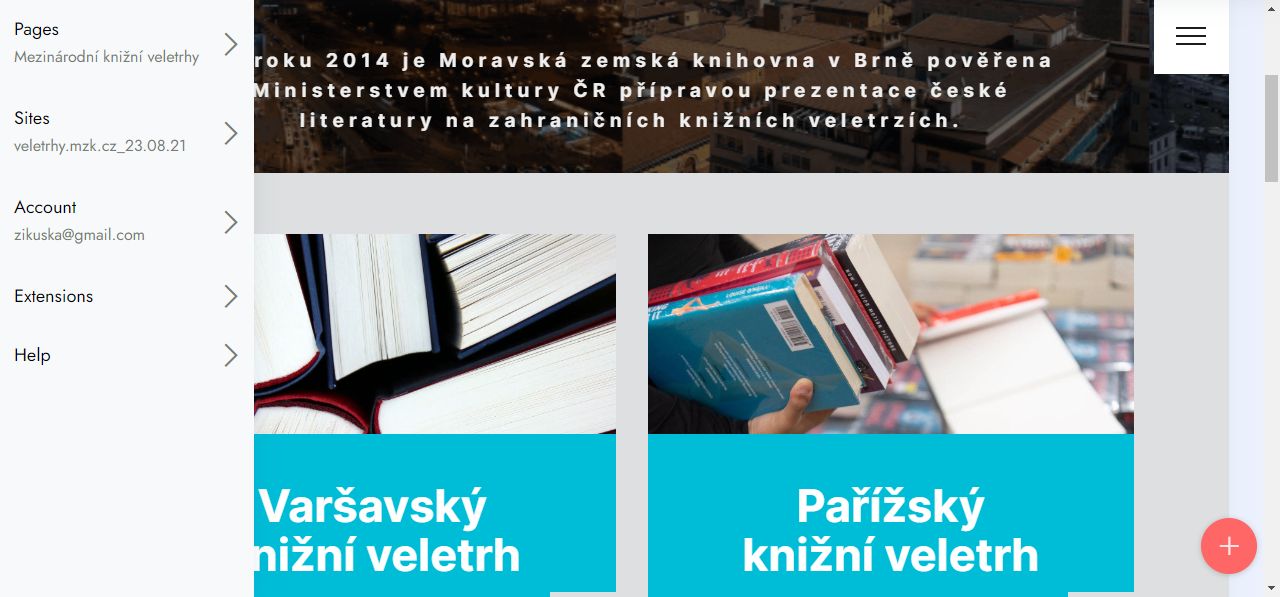 Pages
Mezinárodní knižní veletrhy
Sites
veletrhy.mzk.cz_23.08.21
Account
zikuska@gmail.com
Extensions
Help
roku 2014 je Moravská zemská knihovna v Brně pověřena
Ministerstvem kultury ČR přípravou prezentace české
literatury na zahraničních knižních veletrzích.
Varšavský
nižní veletrh
Pařížský
knižní veletrh